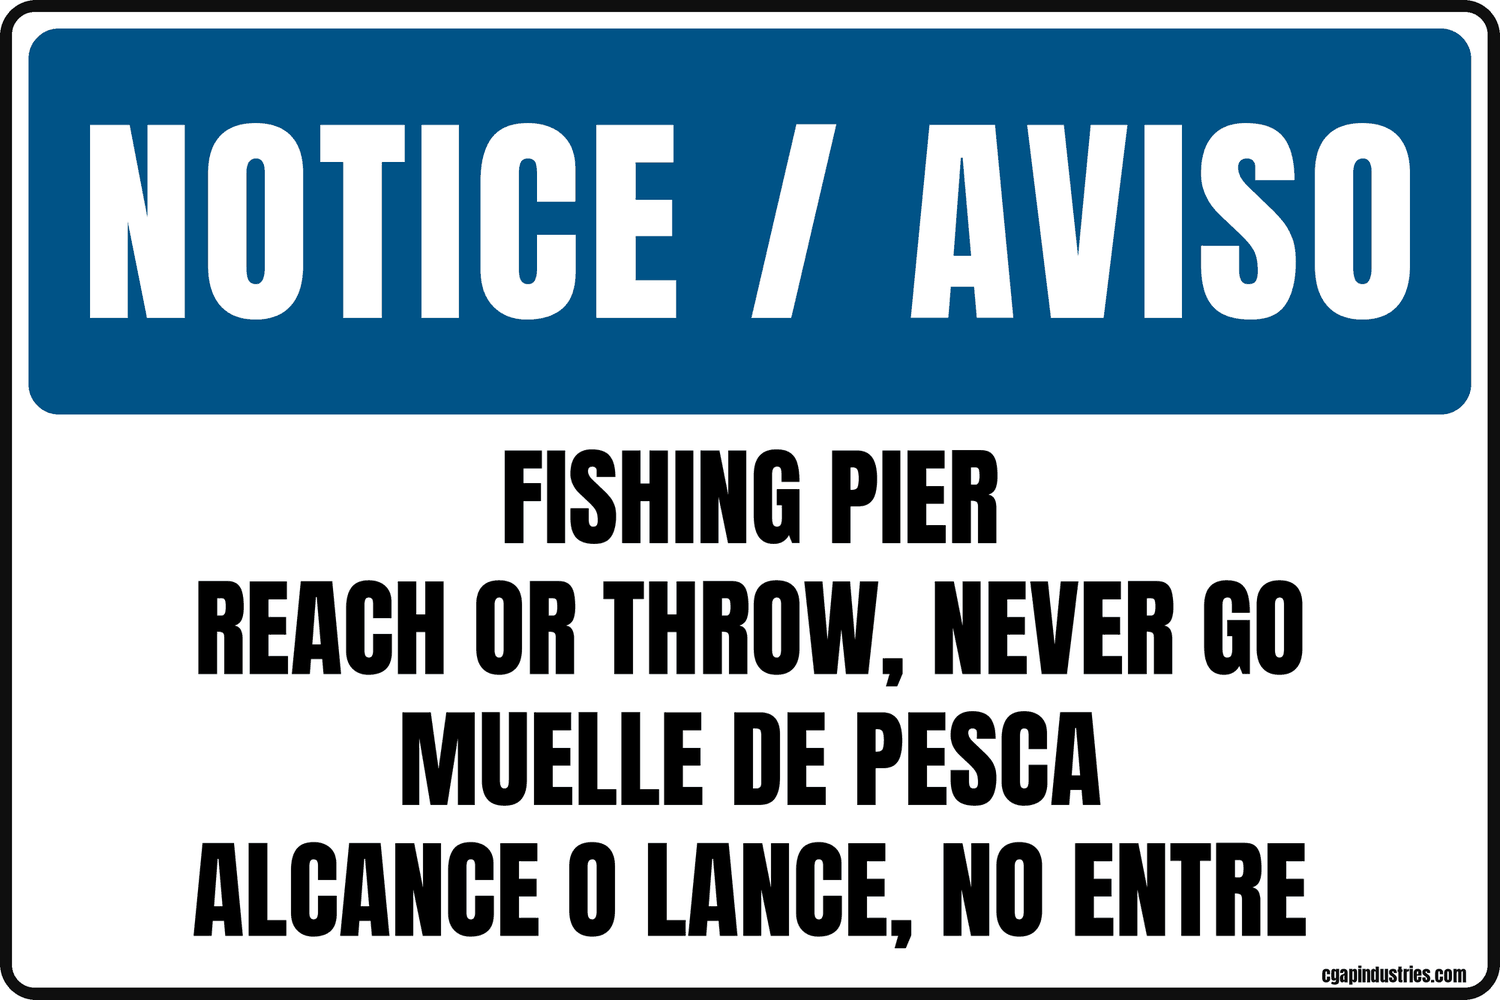 NOTICE / AVISO
FISHING PIER
REACH OR THROW, NEVER GO
MUELLE DE PESCA
ALCANCE O LANCE, NO ENTRE
cgapindustries.com